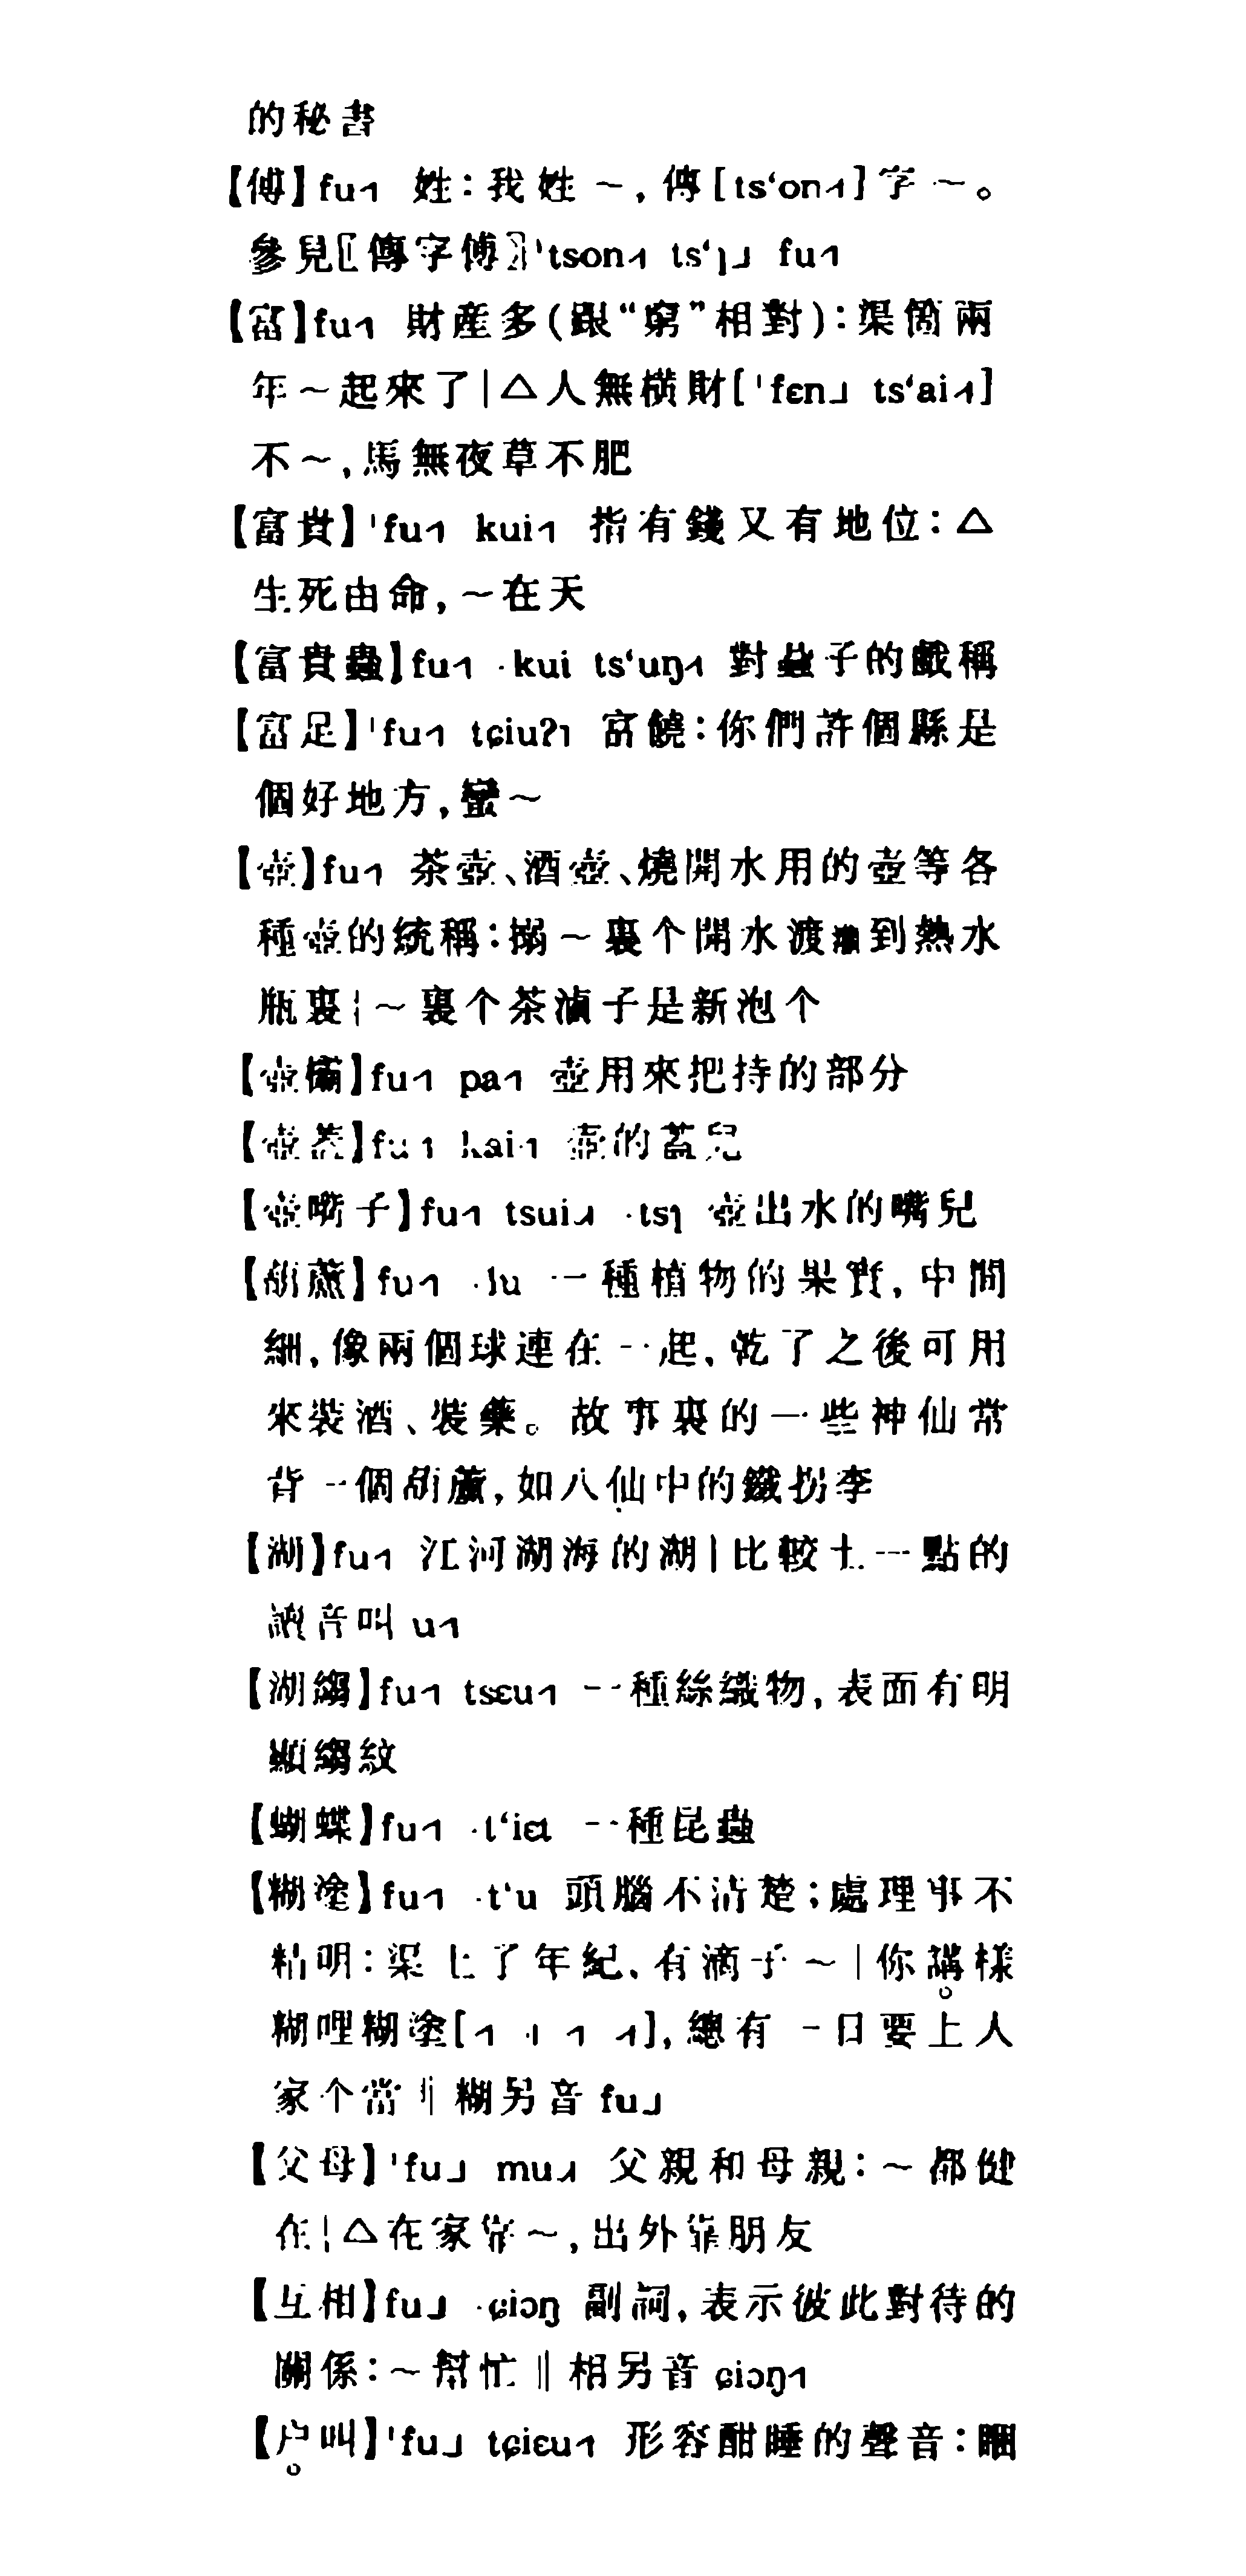 的秘書
【傅】fu˧˥ 姓：我姓～，傳[ts‘on˨˦]字～。
參見〖傳字傅〗ˈtson˨˦ ts‘ɿ˩ fu˧˥
【富】fu˧˥ 財產多(跟“窮”相對)：渠箇兩
年～起來了|△人無橫財[ˈfɛn˩ ts‘ai˨˦]
不～，馬無夜草不肥
【富貴】ˈfu˧˥ kui˧˥ 指有錢又有地位：△
生死由命，～在天
【富貴蟲】fu˧˥ ·kui ts‘uŋ˨˦ 對蝨子的戲稱
【富足】ˈfu˧˥ tɕiuʔ˥ 富饒：你們許個縣是
個好地方，蠻～
【壺】fu˧˥ 茶壺、酒壺、燒開水用的壺等各
種壺的統稱：搦～裏个開水渡到熱水
瓶裏|～裏个茶滷子是新泡个
【壺欛】fu˧˥ pa˧˥ 壺用來把持的部分
【壺蓋】fu˧˥ kai˧˥ 壺的蓋兒
【壺嘴子】fu˧˥ tsui˨˩˧ ·tsɿ 壺出水的嘴兒
【葫蘆】fu˧˥ ·lu 一種植物的果實，中間
細，像兩個球連在一起，乾了之後可用
來裝酒、裝藥。故事裏的一些神仙常
背一個葫蘆，如八仙中的鐵拐李
【湖】fu˧˥ 江河湖海的湖|比較土一點的
讀音叫 u˧˥
【湖縐】fu˧˥ tsɛu˧˥ 一種絲織物，表面有明
顯縐紋
【蝴蝶】fu˧˥ ·t‘iɛt 一種昆蟲
【糊塗】fu˧˥ ·t‘u 頭腦不清楚；處理事不
精明：渠上了年紀，有滴子～|你講樣
糊哩糊塗[˧˥ ·| ˧˥ ˨˦]，總有一日要上人
家个當‖糊另音 fu˩
【父母】ˈfu˩ mu˨˩˧ 父親和母親：～都健
在|△在家靠～，出外靠朋友
【互相】fu˩ ·ɕiɔŋ 副詞，表示彼此對待的
關係：～幫忙‖相另音 ɕiɔŋ˧˥
【户叫】ˈfu˩ tɕiɛu˧˥ 形容酣睡的聲音：睏